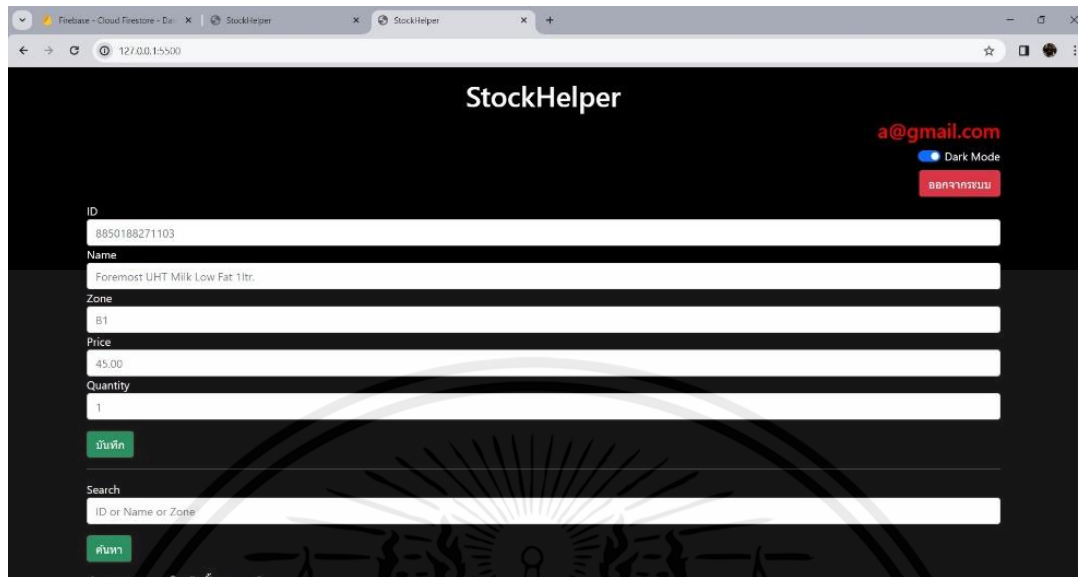 Firebase - Cloud Firestore - Da
StockHelper
StockHelper
127.0.0.1:5500
StockHelper
a@gmail.com
Dark Mode
ออกจากระบบ
ID
8850188271103
Name
Foremost UHT Milk Low Fat 1ltr.
Zone
B1
Price
45.00
Quantity
1
บันทึก
Search
ID or Name or Zone
ค้นหา